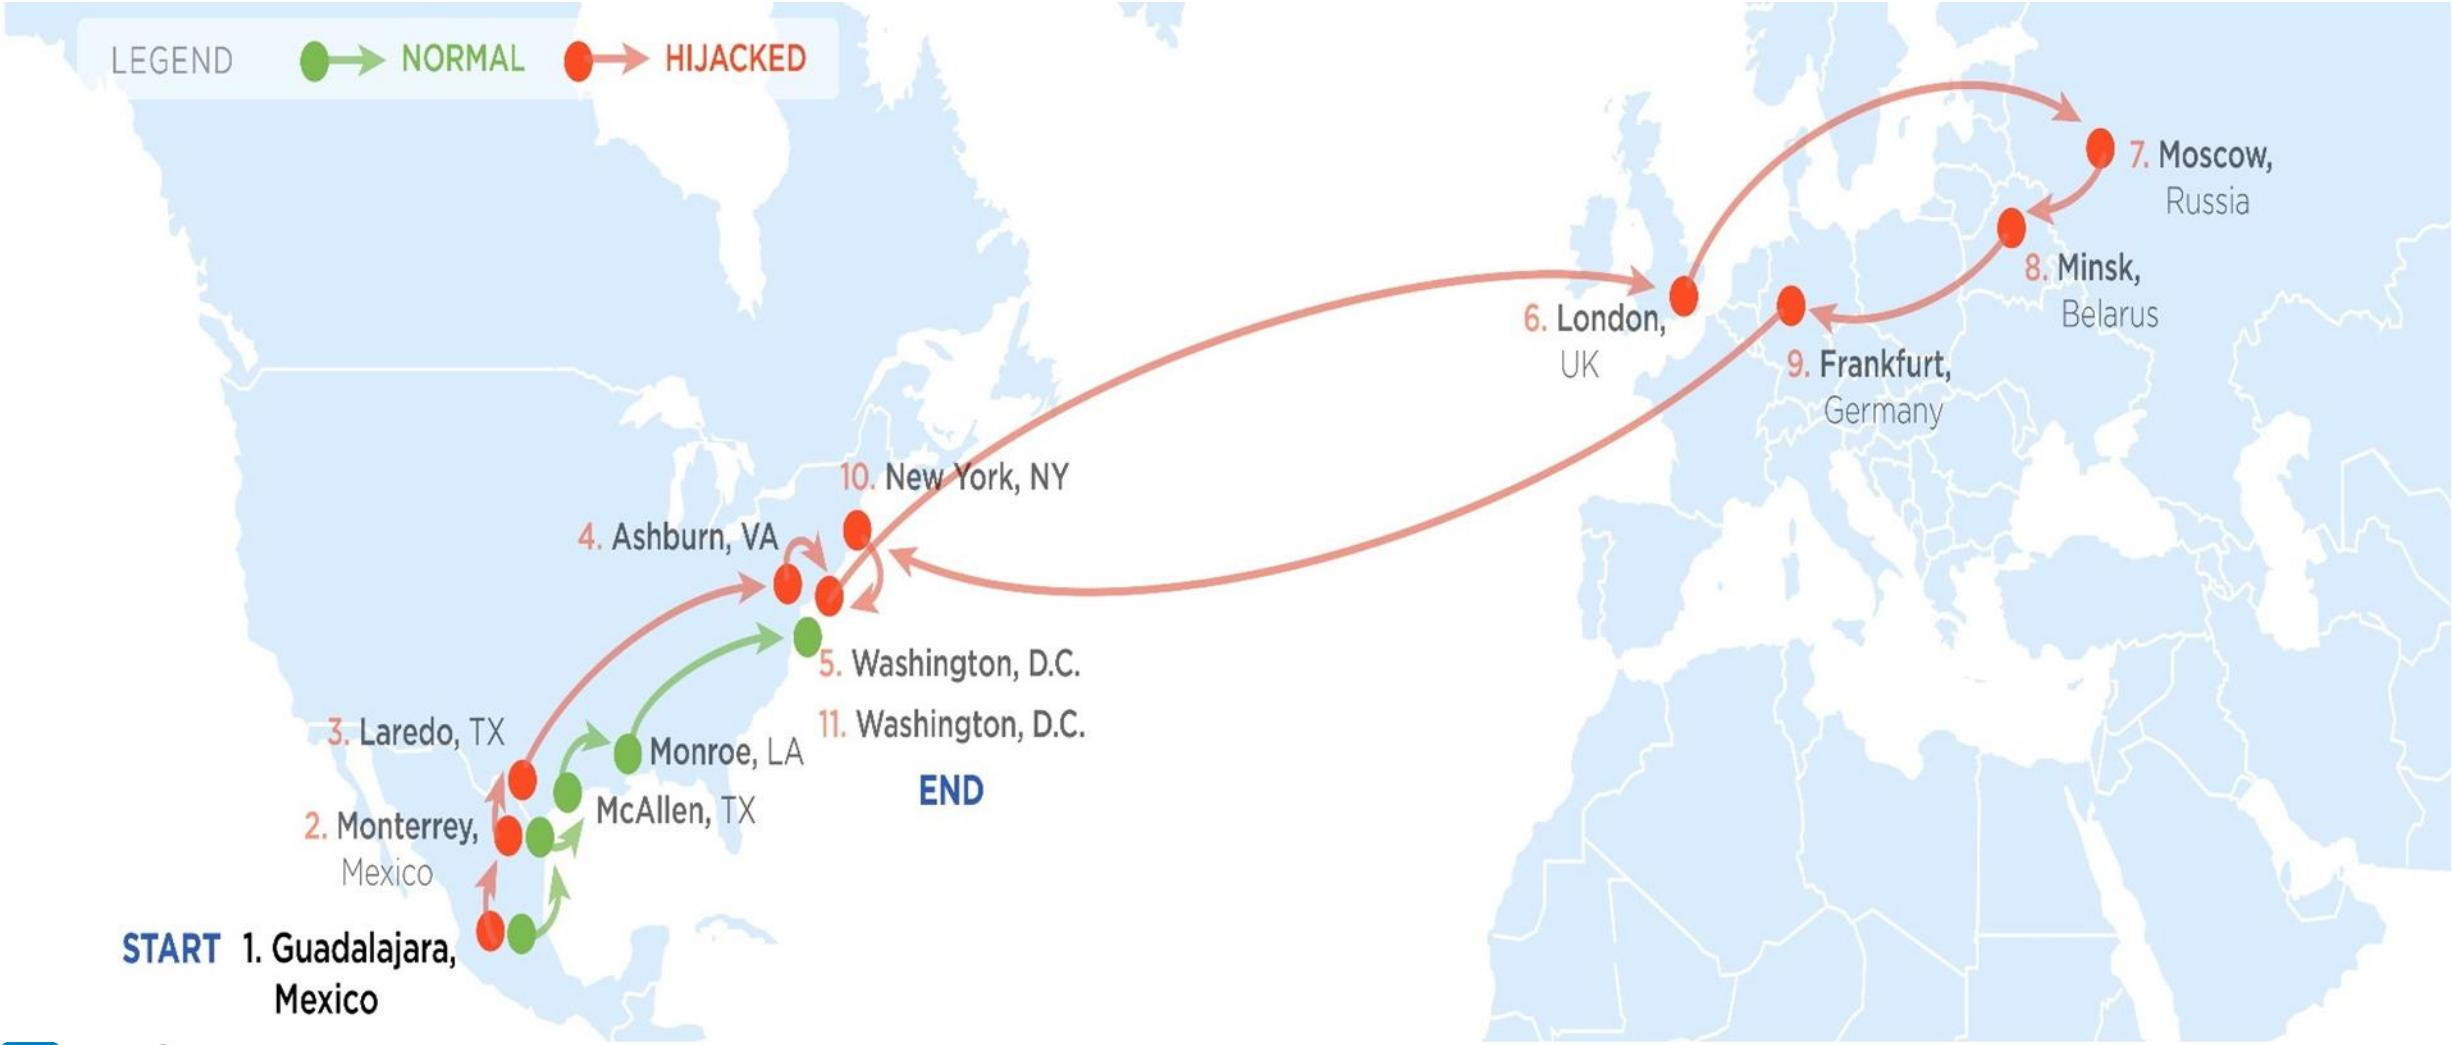 LEGEND NORMAL HIJACKED
7. Moscow,
Russia
8. Minsk,
Belarus
6. London,
UK
9. Frankfurt,
Germany
10. New York, NY
4. Ashburn, VA
5. Washington, D.C.
11. Washington, D.C.
END
3. Laredo, TX
Monroe, LA
McAllen, TX
2. Monterrey,
Mexico
START 1. Guadalajara,
Mexico